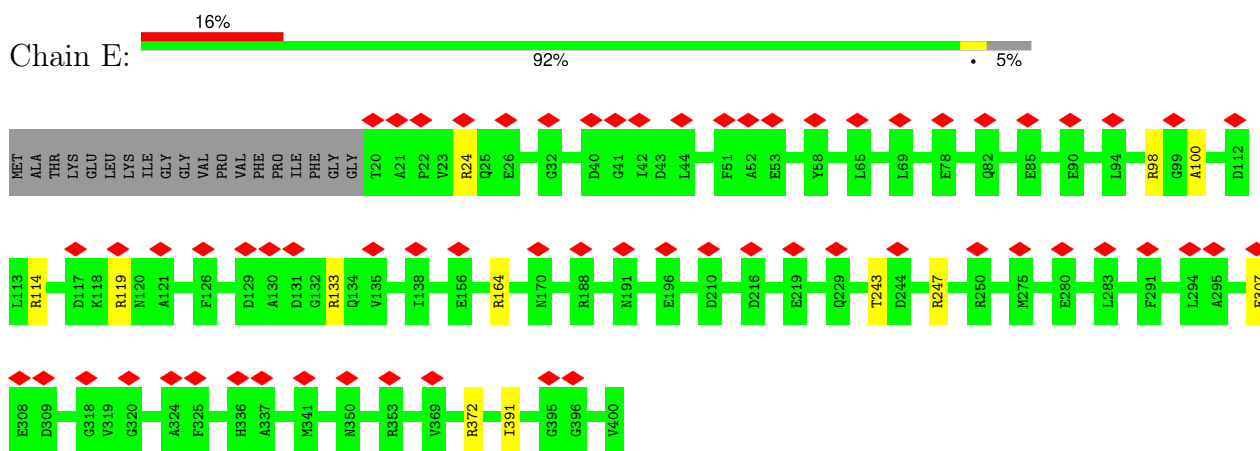 16%
Chain E:
92% • 5%
MET ALA THR LYS GLU LEU LYS ILE GLY GLY VAL PRO VAL PHE PRO ILE PHE GLY GLY T20 A21 P22 V23 R24 Q25 E26 G32 D40 G41 I42 D43 L44 F51 A52 E53 Y58 L65 L69 E78 Q82 E85 E90 L94 R98 G99 A100 D112
L113 R114 D117 K118 R119 N120 A121 F126 D129 A130 D131 G132 R133 Q134 V135 I138 E156 R164 N170 R188 N191 E196 D210 D216 E219 Q229 T243 D244 R247 R250 M275 E280 L283 F291 L294 A295 E307
E308 D309 G318 V319 G320 A324 F325 H336 A337 M341 N350 R353 V369 R372 I391 G395 G396 V400